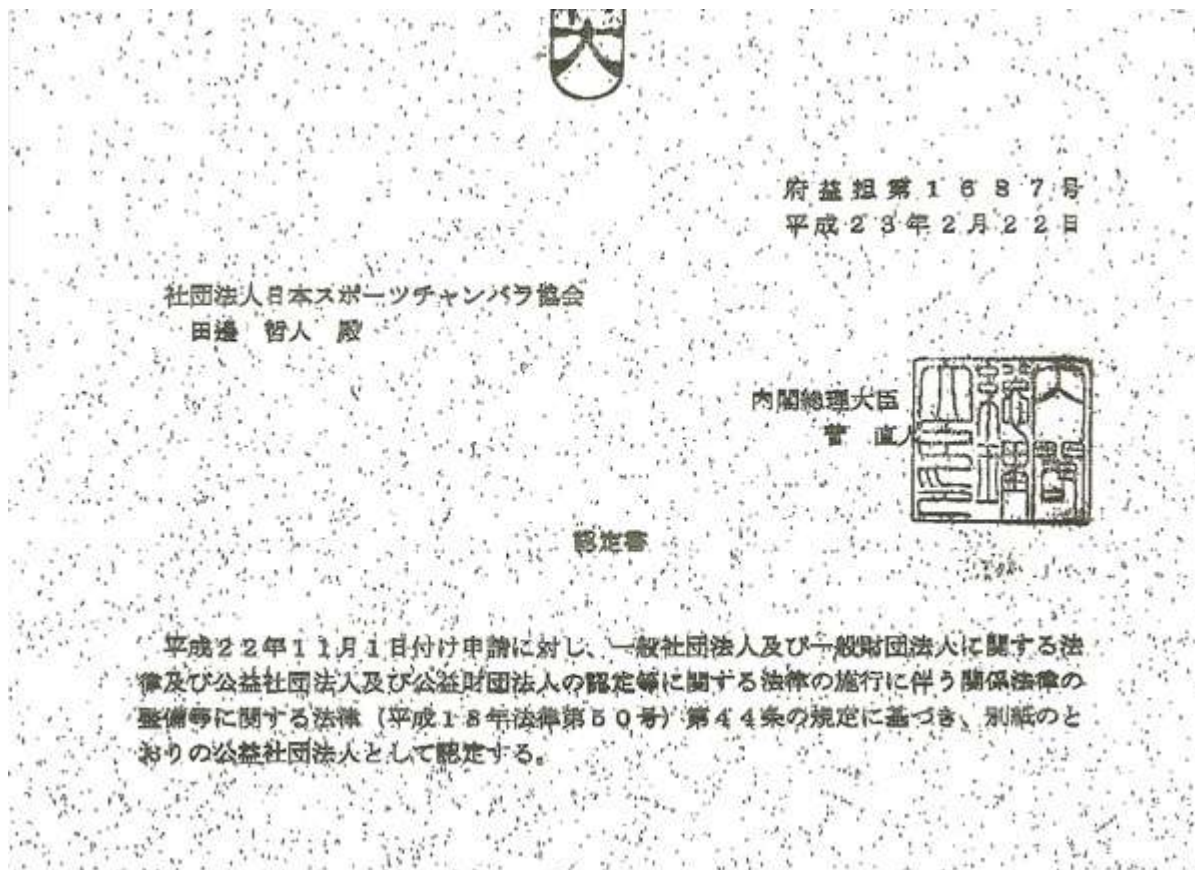 府益担第１６８７号
平成２３年２月２２日
社団法人日本スポーツチャンバラ協会
田邊　哲人　殿
内閣総理大臣
菅　直人
認定書
平成２２年１１月１日付け申請に対し、一般社団法人及び一般財団法人に関する法
律及び公益社団法人及び公益財団法人の認定等に関する法律の施行に伴う関係法律の
整備等に関する法律（平成１８年法律第５０号）第４４条の規定に基づき、別紙のと
おりの公益社団法人として認定する。